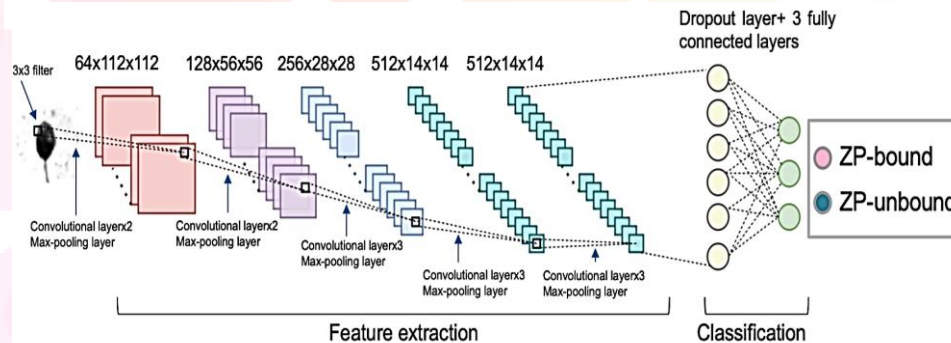 Dropout layer+ 3 fully
connected layers
3x3 filter
64x112x112
128x56x56
256x28x28
512x14x14
512x14x14
Convolutional layerx2
Max-pooling layer
Convolutional layerx2
Max-pooling layer
Convolutional layerx3
Max-pooling layer
Convolutional layerx3
Max-pooling layer
Convolutional layerx3
Max-pooling layer
ZP-bound
ZP-unbound
Feature extraction
Classification